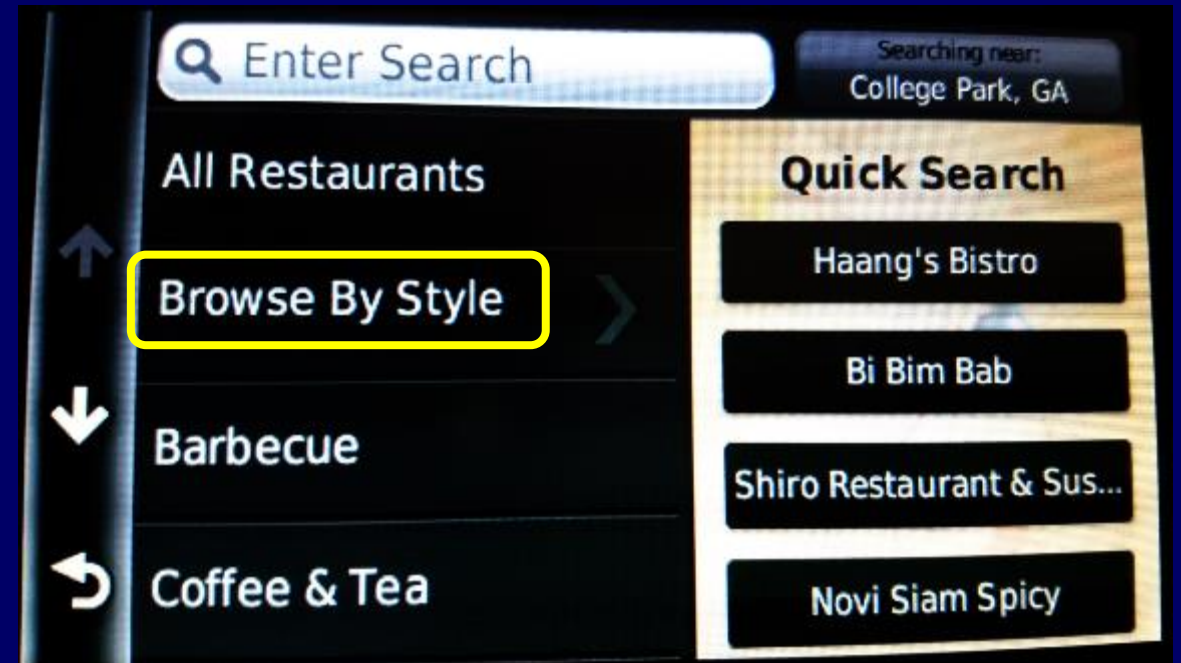 Enter Search
Searching near:
College Park, GA
All Restaurants
Browse By Style
Barbecue
Coffee & Tea
Quick Search
Haang's Bistro
Bi Bim Bab
Shiro Restaurant & Sus...
Novi Siam Spicy